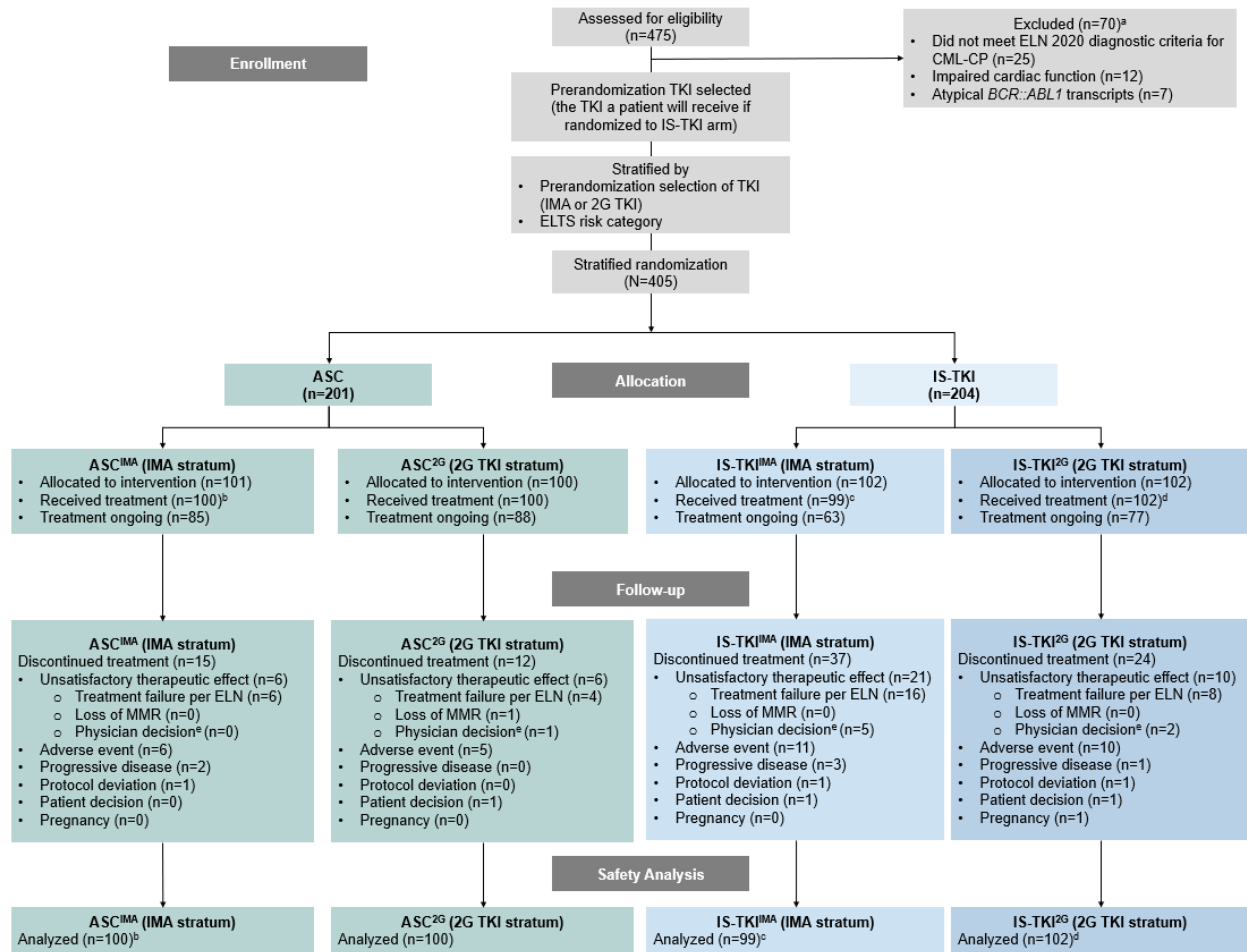 Assessed for eligibility
(n=475)
Excluded (n=70)ᵃ
• Did not meet ELN 2020 diagnostic criteria for
CML-CP (n=25)
• Impaired cardiac function (n=12)
• Atypical BCR::ABL1 transcripts (n=7)
Enrollment
Prerandomization TKI selected
(the TKI a patient will receive if
randomized to IS-TKI arm)
Stratified by
• Prerandomization selection of TKI
(IMA or 2G TKI)
• ELTS risk category
Stratified randomization
(N=405)
ASC
(n=201)
Allocation
IS-TKI
(n=204)
ASCᴵᴹᴬ (IMA stratum)
• Allocated to intervention (n=101)
• Received treatment (n=100)ᵇ
• Treatment ongoing (n=85)
ASC²ᴳ (2G TKI stratum)
• Allocated to intervention (n=100)
• Received treatment (n=100)
• Treatment ongoing (n=88)
IS-TKIᴵᴹᴬ (IMA stratum)
• Allocated to intervention (n=102)
• Received treatment (n=99)ᶜ
• Treatment ongoing (n=63)
IS-TKI²ᴳ (2G TKI stratum)
• Allocated to intervention (n=102)
• Received treatment (n=102)ᵈ
• Treatment ongoing (n=77)
Follow-up
ASCᴵᴹᴬ (IMA stratum)
Discontinued treatment (n=15)
• Unsatisfactory therapeutic effect (n=6)
o Treatment failure per ELN (n=6)
o Loss of MMR (n=0)
o Physician decisionᵉ (n=0)
• Adverse event (n=6)
• Progressive disease (n=2)
• Protocol deviation (n=1)
• Patient decision (n=0)
• Pregnancy (n=0)
ASC²ᴳ (2G TKI stratum)
Discontinued treatment (n=12)
• Unsatisfactory therapeutic effect (n=6)
o Treatment failure per ELN (n=4)
o Loss of MMR (n=1)
o Physician decisionᵉ (n=1)
• Adverse event (n=5)
• Progressive disease (n=0)
• Protocol deviation (n=0)
• Patient decision (n=1)
• Pregnancy (n=0)
IS-TKIᴵᴹᴬ (IMA stratum)
Discontinued treatment (n=37)
• Unsatisfactory therapeutic effect (n=21)
o Treatment failure per ELN (n=16)
o Loss of MMR (n=0)
o Physician decisionᵉ (n=5)
• Adverse event (n=11)
• Progressive disease (n=3)
• Protocol deviation (n=1)
• Patient decision (n=1)
• Pregnancy (n=0)
IS-TKI²ᴳ (2G TKI stratum)
Discontinued treatment (n=24)
• Unsatisfactory therapeutic effect (n=10)
o Treatment failure per ELN (n=8)
o Loss of MMR (n=0)
o Physician decisionᵉ (n=2)
• Adverse event (n=10)
• Progressive disease (n=1)
• Protocol deviation (n=1)
• Patient decision (n=1)
• Pregnancy (n=1)
Safety Analysis
ASCᴵᴹᴬ (IMA stratum)
Analyzed (n=100)ᵇ
ASC²ᴳ (2G TKI stratum)
Analyzed (n=100)
IS-TKIᴵᴹᴬ (IMA stratum)
Analyzed (n=99)ᶜ
IS-TKI²ᴳ (2G TKI stratum)
Analyzed (n=102)ᵈ